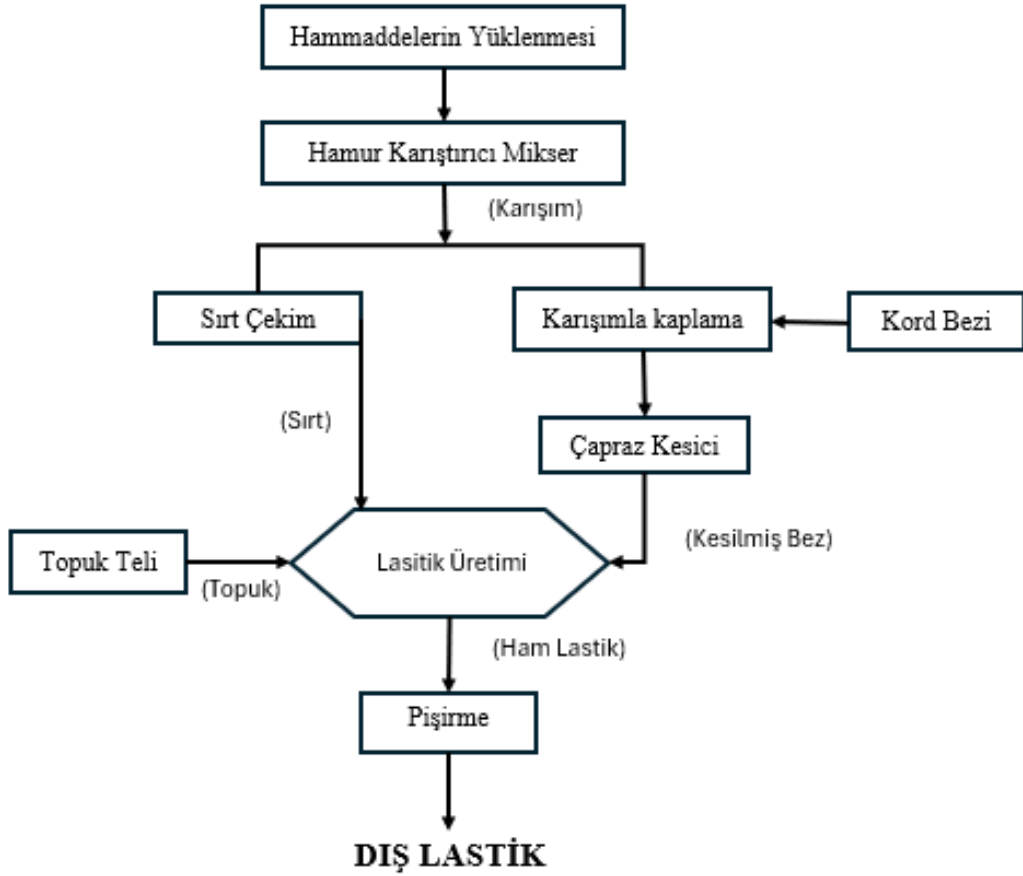 Hammaddelerin Yüklenmesi
Hamur Karıştırıcı Mikser
(Karışım)
Sırt Çekim
Karışımla kaplama
Kord Bezi
(Sırt)
Çapraz Kesici
Topuk Teli
(Topuk)
Lasitik Üretimi
(Kesilmiş Bez)
(Ham Lastik)
Pişirme
DIŞ LASTİK